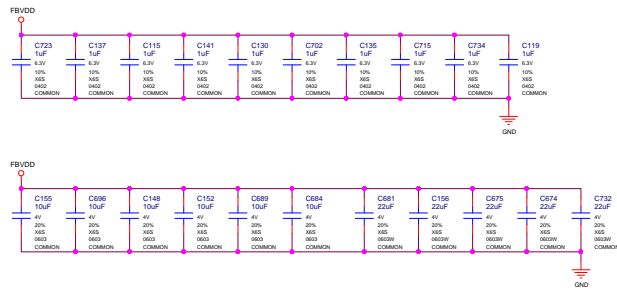 FBVDD
C723 C137 C115 C141 C130 C702 C135 C715 C734 C119
1uF 1uF 1uF 1uF 1uF 1uF 1uF 1uF 1uF 1uF
6.3V 6.3V 6.3V 6.3V 6.3V 6.3V 6.3V 6.3V 6.3V 6.3V
10% 10% 10% 10% 10% 10% 10% 10% 10% 10%
X6S X6S X6S X6S X6S X6S X6S X6S X6S X6S
0402 0402 0402 0402 0402 0402 0402 0402 0402 0402
COMMON COMMON COMMON COMMON COMMON COMMON COMMON COMMON COMMON COMMON
GND
FBVDD
C155 C696 C148 C152 C689 C684 C681 C156 C675 C674 C732
10uF 10uF 10uF 10uF 10uF 10uF 22uF 22uF 22uF 22uF 22uF
4V 4V 4V 4V 4V 4V 4V 4V 4V 4V 4V
20% 20% 20% 20% 20% 20% 20% 20% 20% 20% 20%
X6S X6S X6S X6S X6S X6S X6S X6S X6S X6S X6S
0603 0603 0603 0603 0603 0603 0603W 0603W 0603W 0603W 0603W
COMMON COMMON COMMON COMMON COMMON COMMON COMMON COMMON COMMON COMMON COMMON
GND